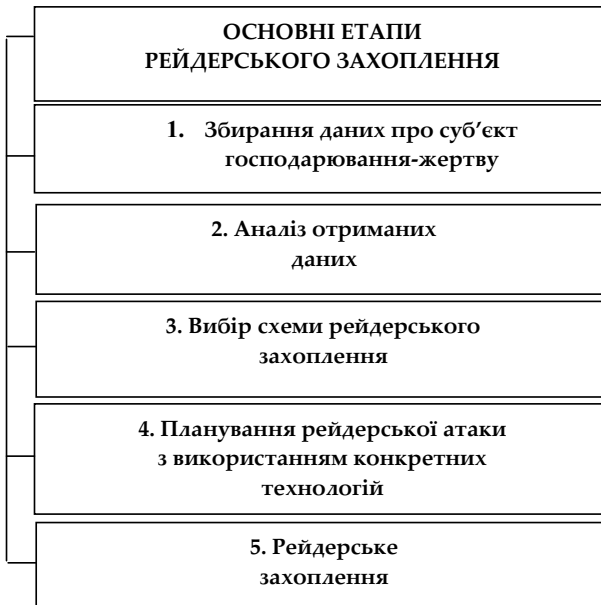 ОСНОВНІ ЕТАПИ
РЕЙДЕРСЬКОГО ЗАХОПЛЕННЯ
1. Збирання даних про суб’єкт
господарювання-жертву
2. Аналіз отриманих
даних
3. Вибір схеми рейдерського
захоплення
4. Планування рейдерської атаки
з використанням конкретних
технологій
5. Рейдерське
захоплення